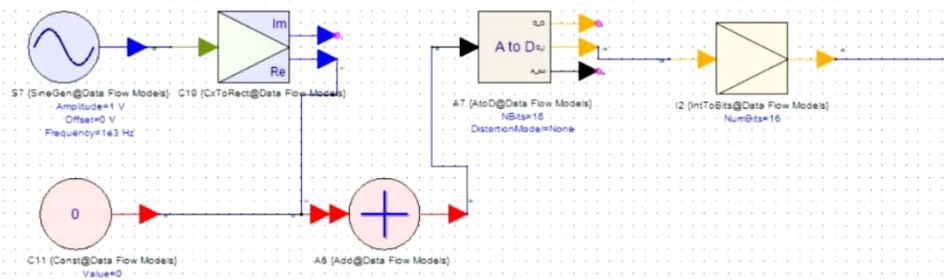 Im
Re
S7 {SineGen@Data Flow Models}
Amplitude=1 V
Offset=0 V
Frequency=1e3 Hz
C10 {CxToRect@Data Flow Models}
A to D
A7 {AtoD@Data Flow Models}
NBits=16
DistortionModel=None
I2 {IntToBits@Data Flow Models}
NumBits=16
0
C11 {Const@Data Flow Models}
Value=0
A6 {Add@Data Flow Models}